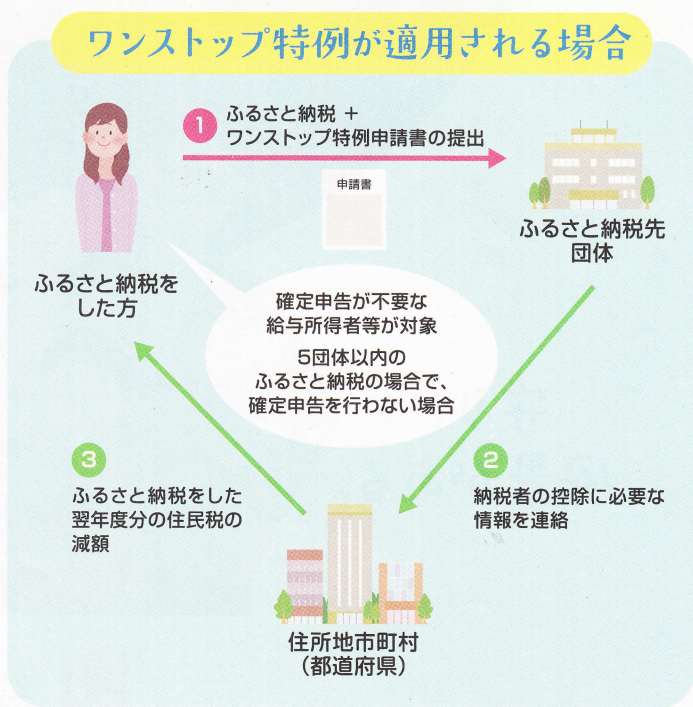 ワンストップ特例が適用される場合
1
ふるさと納税 +
ワンストップ特例申請書の提出
申請書
ふるさと納税をした方
ふるさと納税先
団体
確定申告が不要な
給与所得者等が対象
5団体以内の
ふるさと納税の場合で、
確定申告を行わない場合
2
納税者の控除に必要な
情報を連絡
3
ふるさと納税をした
翌年度分の住民税の
減額
住所地市町村
（都道府県）